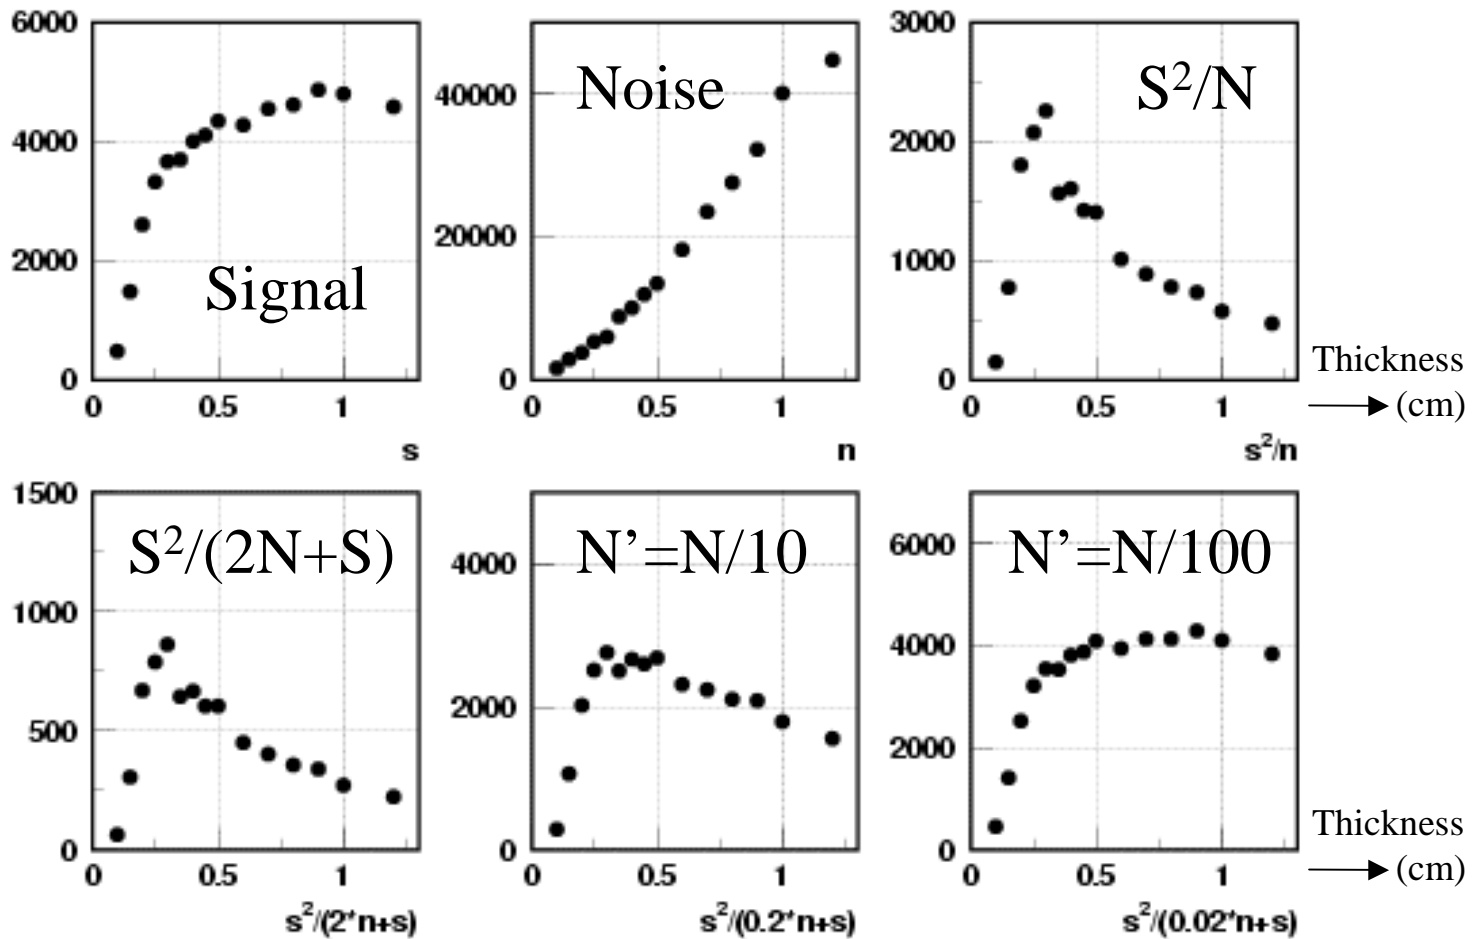 6000
4000
2000
0
0 0.5 1
Signal
s
40000
20000
0
0 0.5 1
Noise
n
3000
2000
1000
0
0 0.5 1
S²/N
s²/n
Thickness
(cm)
1500
1000
500
0
0 0.5 1
S²/(2N+S)
s²/(2*n+s)
4000
2000
0
0 0.5 1
N’=N/10
s²/(0.2*n+s)
6000
4000
2000
0
0 0.5 1
N’=N/100
s²/(0.02*n+s)
Thickness
(cm)